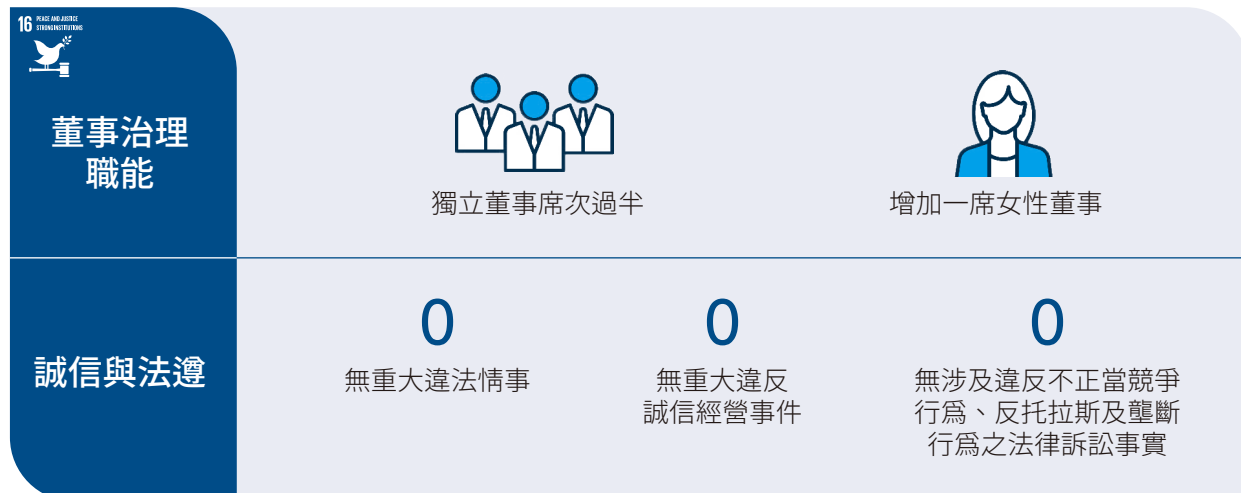 16 PEACE AND JUSTICE
STRONG INSTITUTIONS
董事治理
職能
獨立董事席次過半
增加一席女性董事
誠信與法遵
0
無重大違法情事
0
無重大違反
誠信經營事件
0
無涉及違反不正當競爭
行為、反托拉斯及壟斷
行為之法律訴訟事實